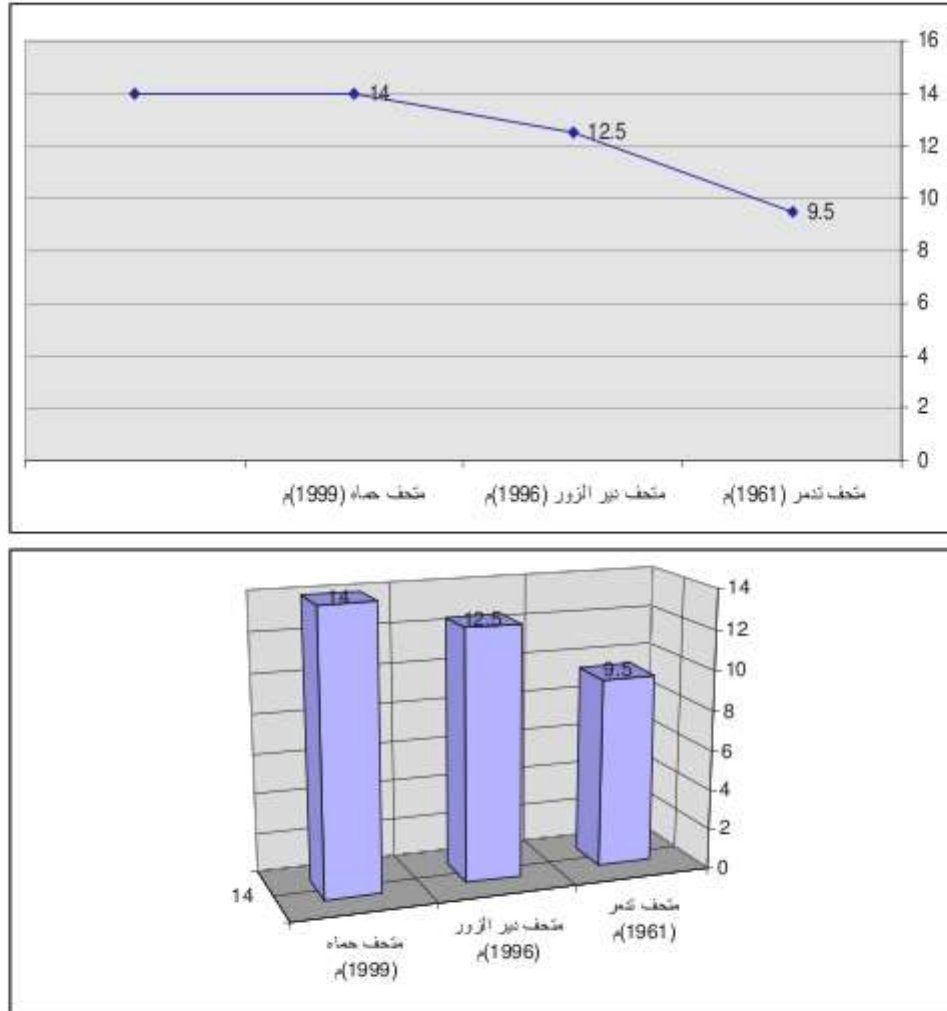 16
14
12
10
8
6
4
2
0
14
12.5
9.5
متحف تدمر (1961)م
متحف دير الزور (1996)م
متحف حماه (1999)م
14
12
10
8
6
4
2
0
14
12.5
9.5
14
متحف تدمر
(1961)م
متحف دير الزور
(1996)م
متحف حماه
(1999)م